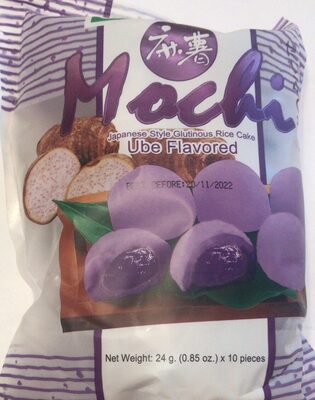 麻薯
Mochi
Japanese Style Glutinous Rice Cake
Ube Flavored
BEFORE:20/11/2022
Net Weight: 24 g. (0.85 oz.) x 10 pieces